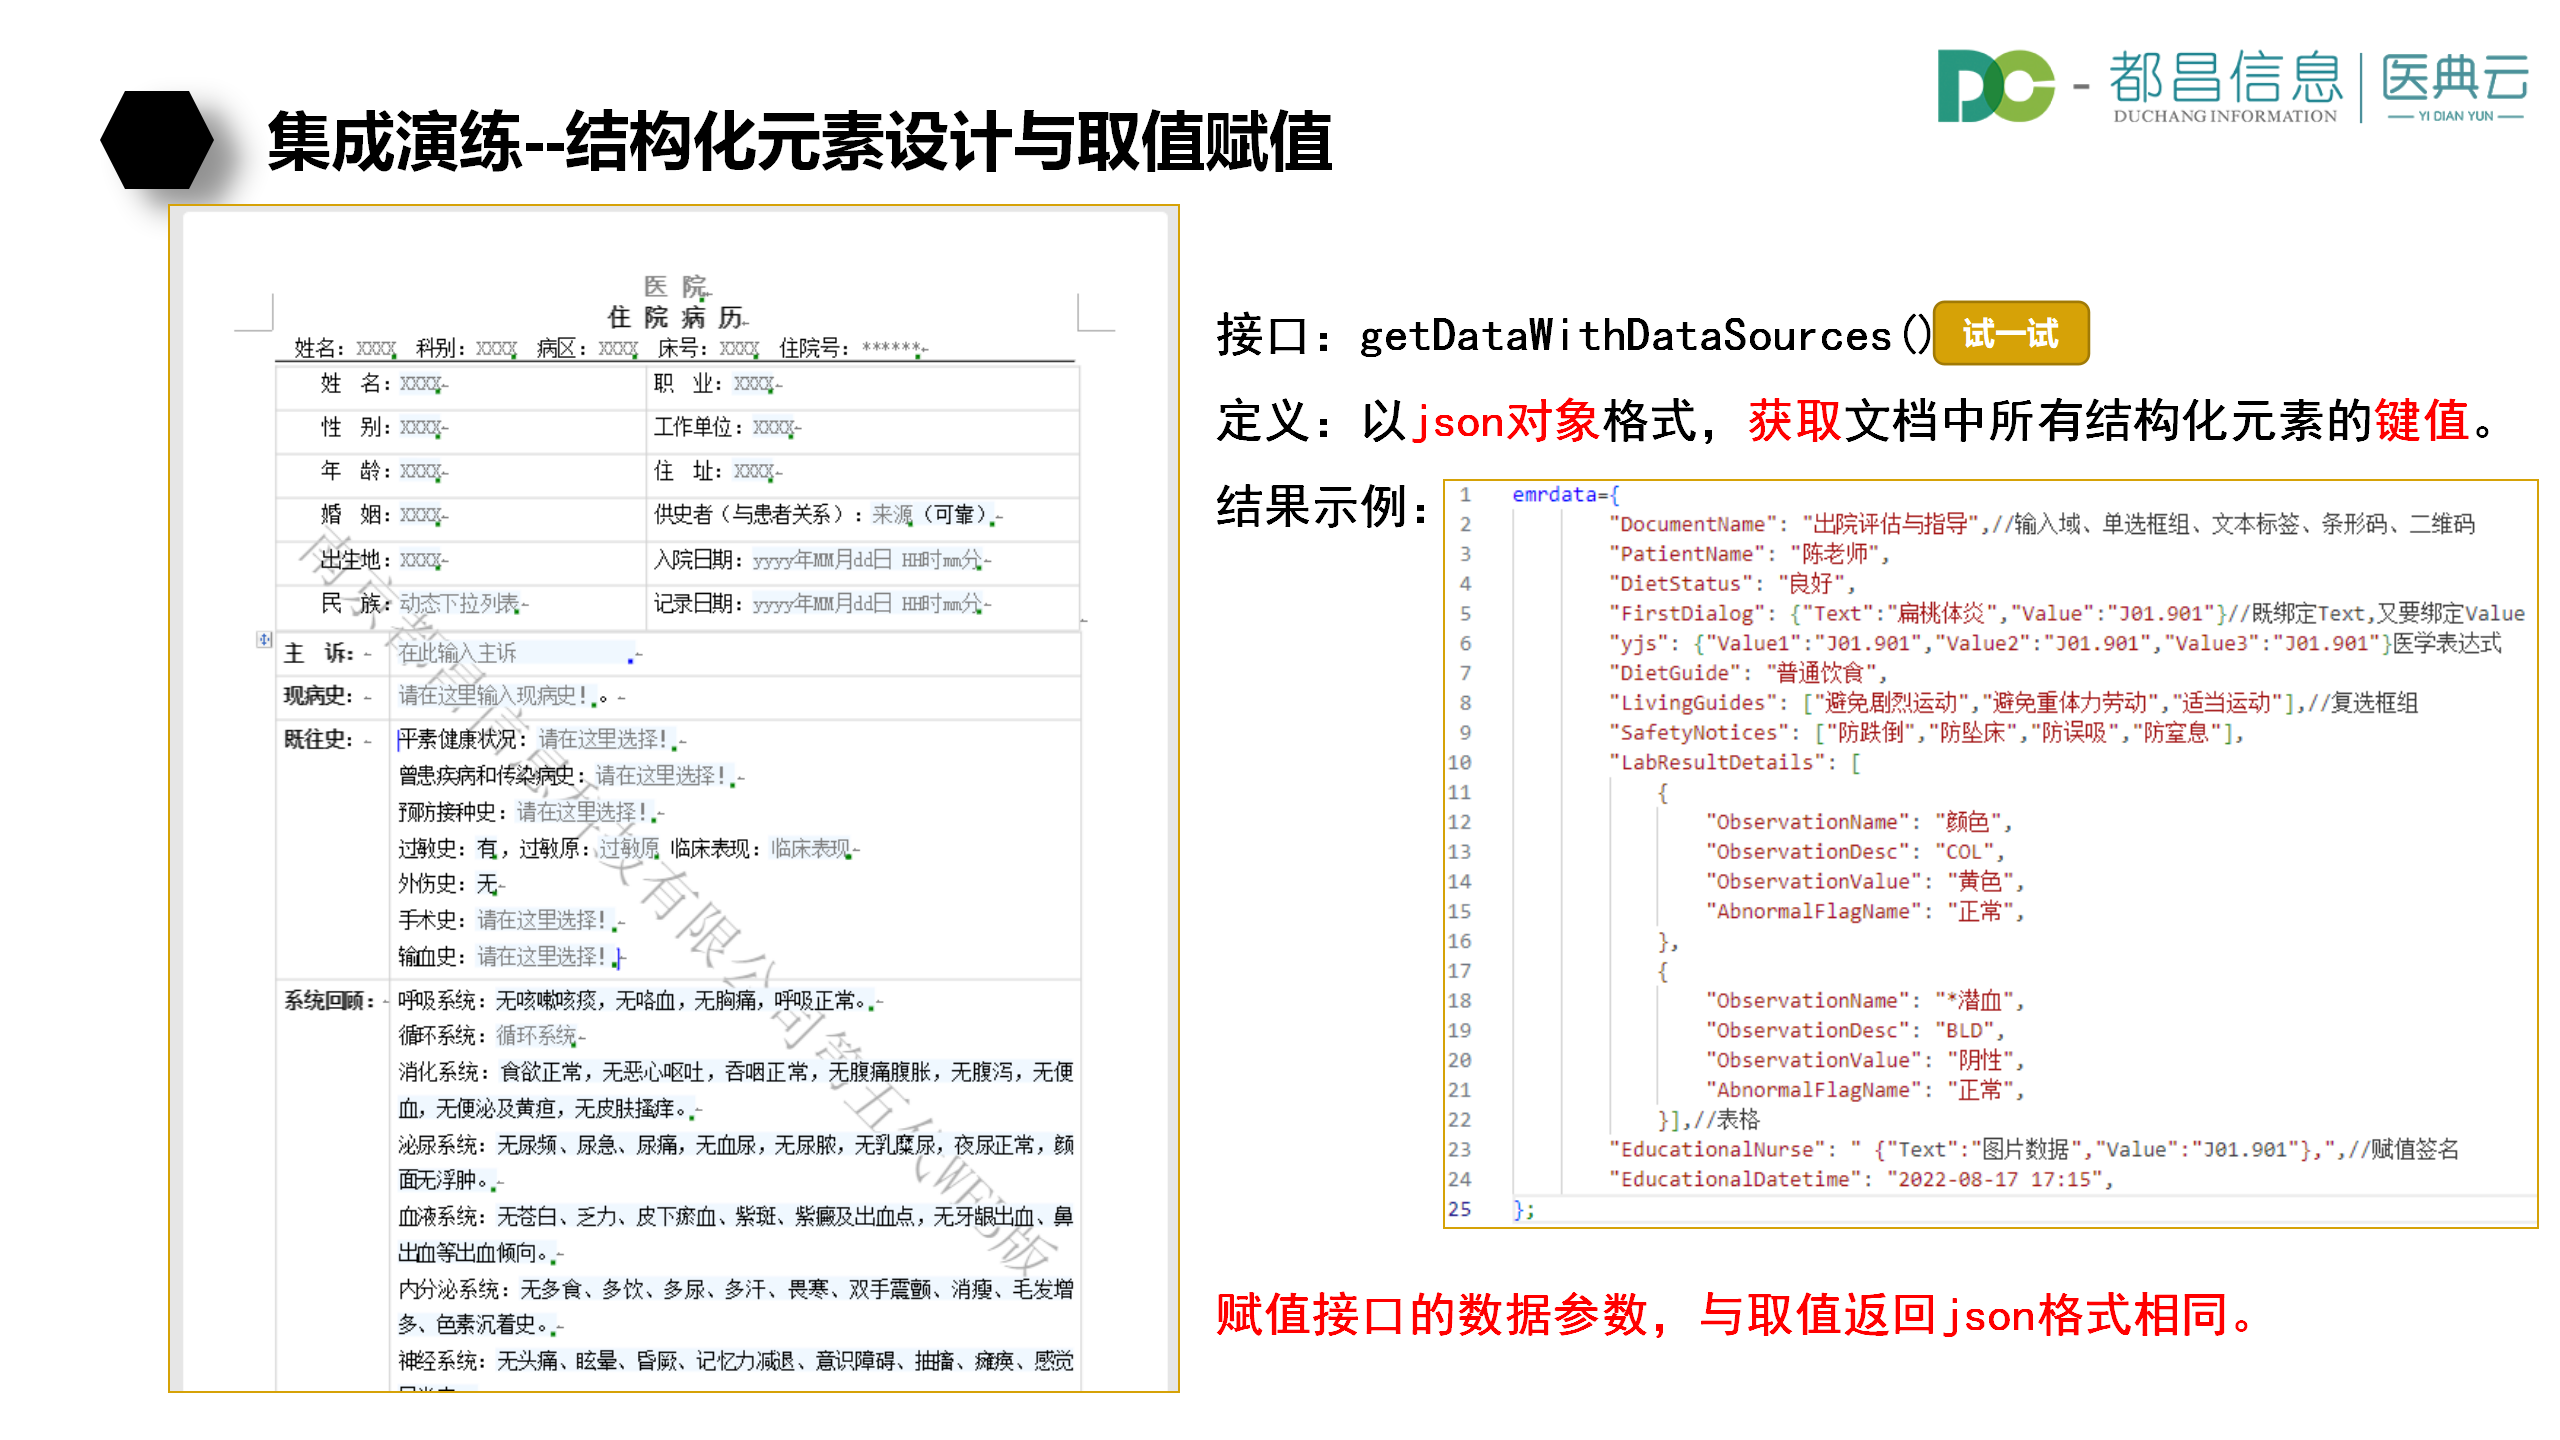 DC - 都昌信息 | 医典云
DUCHANG INFORMATION — YI DIAN YUN —
集成演练--结构化元素设计与取值赋值
医 院
住 院 病 历
姓名：XXXX 科别：XXXX 病区：XXXX 床号：XXXX 住院号：******
姓 名：XXXX 职 业：XXXX
性 别：XXXX 工作单位：XXXX
年 龄：XXXX 住 址：XXXX
婚 姻：XXXX 供史者（与患者关系）：来源（可靠）
出生地：XXXX 入院日期：yyyy年MM月dd日 HH时mm分
民 族：动态下拉列表 记录日期：yyyy年MM月dd日 HH时mm分
主 诉： 在此输入主诉
现病史： 请在这里输入现病史！。
既往史： 平素健康状况：请在这里选择！
曾患疾病和传染病史：请在这里选择！
预防接种史：请在这里选择！
过敏史：有，过敏原：过敏原 临床表现：临床表现
外伤史：无
手术史：请在这里选择！
输血史：请在这里选择！
系统回顾： 呼吸系统：无咳嗽咳痰，无咯血，无胸痛，呼吸正常。
循环系统：循环系统
消化系统：食欲正常，无恶心呕吐，吞咽正常，无腹痛腹胀，无腹泻，无便
血，无便泌及黄疸，无皮肤搔痒。
泌尿系统：无尿频、尿急、尿痛，无血尿，无尿脓，无乳糜尿，夜尿正常，颜
面无浮肿。
血液系统：无苍白、乏力、皮下瘀血、紫斑、紫癜及出血点，无牙龈出血、鼻
出血等出血倾向。
内分泌系统：无多食、多饮、多尿、多汗、畏寒、双手震颤、消瘦、毛发增
多、色素沉着史。
神经系统：无头痛、眩晕、昏厥、记忆力减退、意识障碍、抽搐、瘫痪、感觉
南京都昌信息科技有限公司第五代WEB版
接口：getDataWithDataSources() 试一试
定义：以json对象格式，获取文档中所有结构化元素的键值。
结果示例：
1 emrdata={
2 "DocumentName": "出院评估与指导",//输入域、单选框组、文本标签、条形码、二维码
3 "PatientName": "陈老师",
4 "DietStatus": "良好",
5 "FirstDialog": {"Text":"扁桃体炎","Value":"J01.901"}//既绑定Text,又要绑定Value
6 "yjs": {"Value1":"J01.901","Value2":"J01.901","Value3":"J01.901"}医学表达式
7 "DietGuide": "普通饮食",
8 "LivingGuides": ["避免剧烈运动","避免重体力劳动","适当运动"],//复选框组
9 "SafetyNotices": ["防跌倒","防坠床","防误吸","防窒息"],
10 "LabResultDetails": [
11 {
12 "ObservationName": "颜色",
13 "ObservationDesc": "COL",
14 "ObservationValue": "黄色",
15 "AbnormalFlagName": "正常",
16 },
17 {
18 "ObservationName": "*潜血",
19 "ObservationDesc": "BLD",
20 "ObservationValue": "阴性",
21 "AbnormalFlagName": "正常",
22 }],//表格
23 "EducationalNurse": " {"Text":"图片数据","Value":"J01.901"},",//赋值签名
24 "EducationalDatetime": "2022-08-17 17:15",
25 };
赋值接口的数据参数，与取值返回json格式相同。